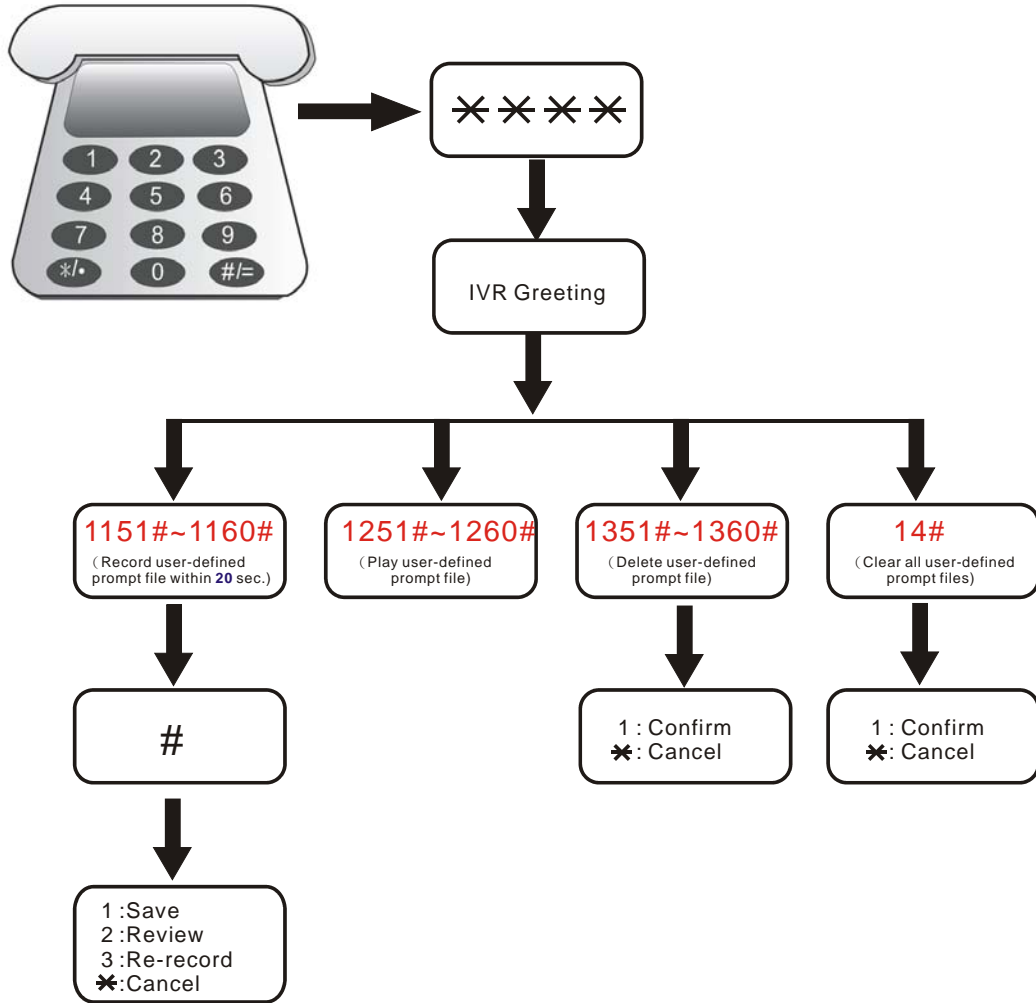 1 2 3
4 5 6
7 8 9
*/• 0 #/=
* * * *
IVR Greeting
1151#~1160#
(Record user-defined
prompt file within 20 sec.)
1251#~1260#
(Play user-defined
prompt file)
1351#~1360#
(Delete user-defined
prompt file)
14#
(Clear all user-defined
prompt files)
#
1 : Confirm
*: Cancel
1 : Confirm
*: Cancel
1 :Save
2 :Review
3 :Re-record
*:Cancel